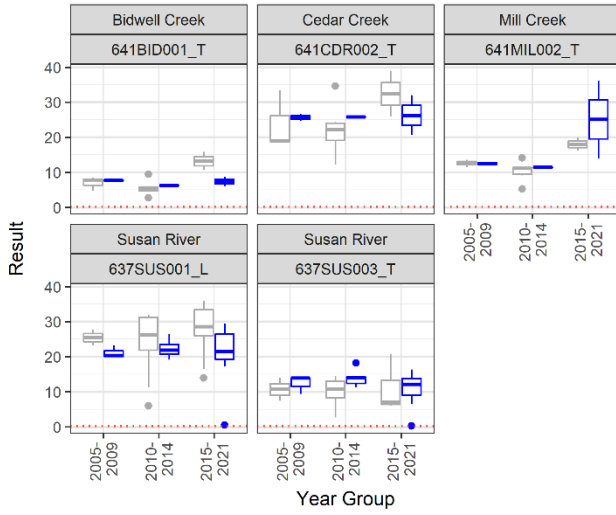 Bidwell Creek
Cedar Creek
Mill Creek
641BID001_T
641CDR002_T
641MIL002_T
40
30
20
10
0
2005-
2009
2010-
2014
2015-
2021
Susan River
Susan River
637SUS001_L
637SUS003_T
40
30
20
10
0
2005-
2009
2010-
2014
2015-
2021
2005-
2009
2010-
2014
2015-
2021
Result
Year Group